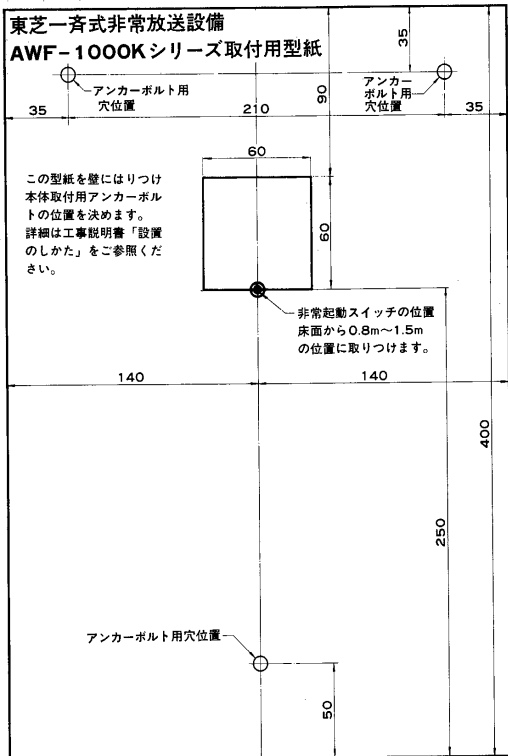 東芝一斉式非常放送設備
AWF-1000Kシリーズ取付用型紙
35
アンカーボルト用
穴位置
アンカー
ボルト用
穴位置
35
210
90
35
60
この型紙を壁にはりつけ
本体取付用アンカーボル
トの位置を決めます。
詳細は工事説明書「設置
のしかた」をご参照くだ
さい。
60
非常起動スイッチの位置
床面から0.8m～1.5m
の位置に取りつけます。
140
140
400
250
アンカーボルト用穴位置
50